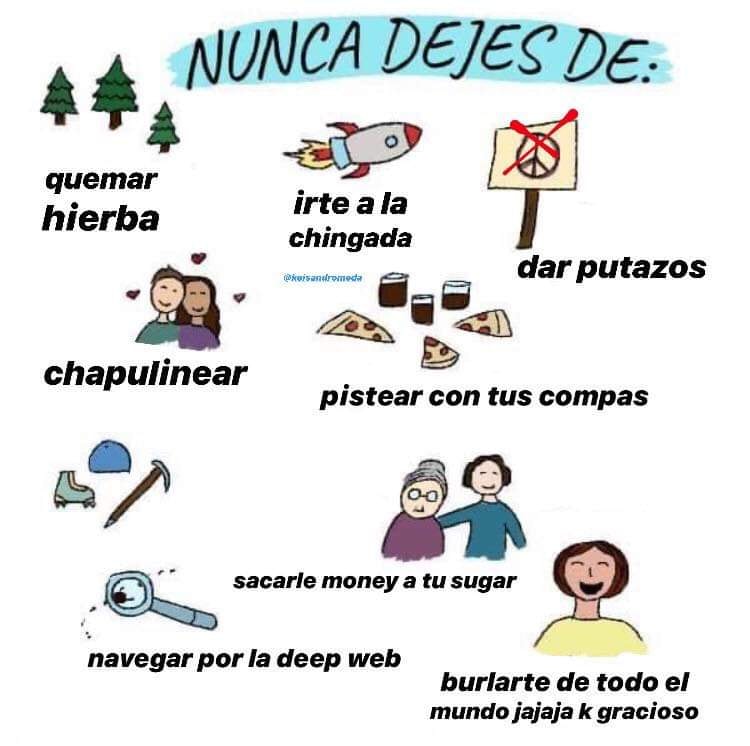 NUNCA DEJES DE:
quemar
hierba
irte a la
chingada
dar putazos
@keisandromeda
chapulinear
pistear con tus compas
sacarle money a tu sugar
navegar por la deep web
burlarte de todo el
mundo jajaja k gracioso